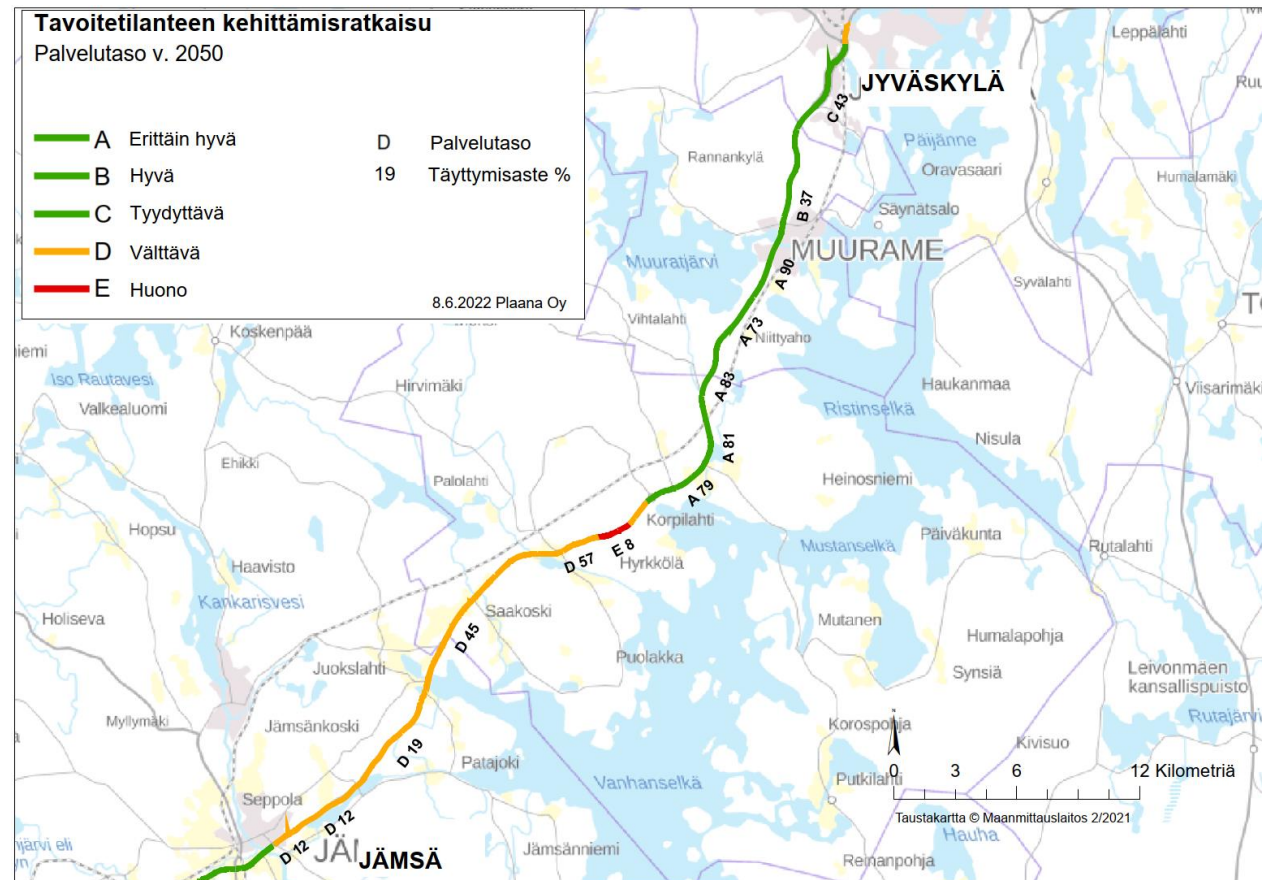 Tavoitetilanteen kehittämisratkaisu
Palvelutaso v. 2050
A Erittäin hyvä
B Hyvä
C Tyydyttävä
D Välttävä
E Huono
D Palvelutaso
19 Täyttymisaste %
8.6.2022 Plaana Oy
Leppälahti
JYVÄSKYLÄ
C 43
Päijänne
Rannankylä
Oravasaari
Humalamäki
B 37
Säynätsalo
MUURAME
Muuratjärvi
A 90
Syvälahti
Vihtalahti
A 73
Niittyaho
Koskenpää
Iso Rautavesi
Hirvimäki
A 83
Haukanmaa
Viisarimäki
Valkealuomi
Ristinselkä
Nisula
A 81
Ehikki
Palolahti
Heinosniemi
A 79
Korpilahti
Hopsu
Mustanselkä
Päiväkunta
Rutalahti
E 8
D 57
Hyrkkölä
Haavisto
Kankarisvesi
Saakoski
Holiseva
D 45
Mutanen
Humalapohja
Puolakka
Synsiä
Leivonmäen
kansallispuisto
Juokslahti
Rutajärvi
Myllymäki
Jämsänkoski
Korospohja
Kivisuo
D 19
Patajoki
0 3 6 12 Kilometriä
Vanhanselkä
Putkilahti
Seppola
Taustakartta © Maanmittauslaitos 2/2021
D 12
Hauha
D 12
JÄMSÄ
Jämsänniemi
Reinanpohja